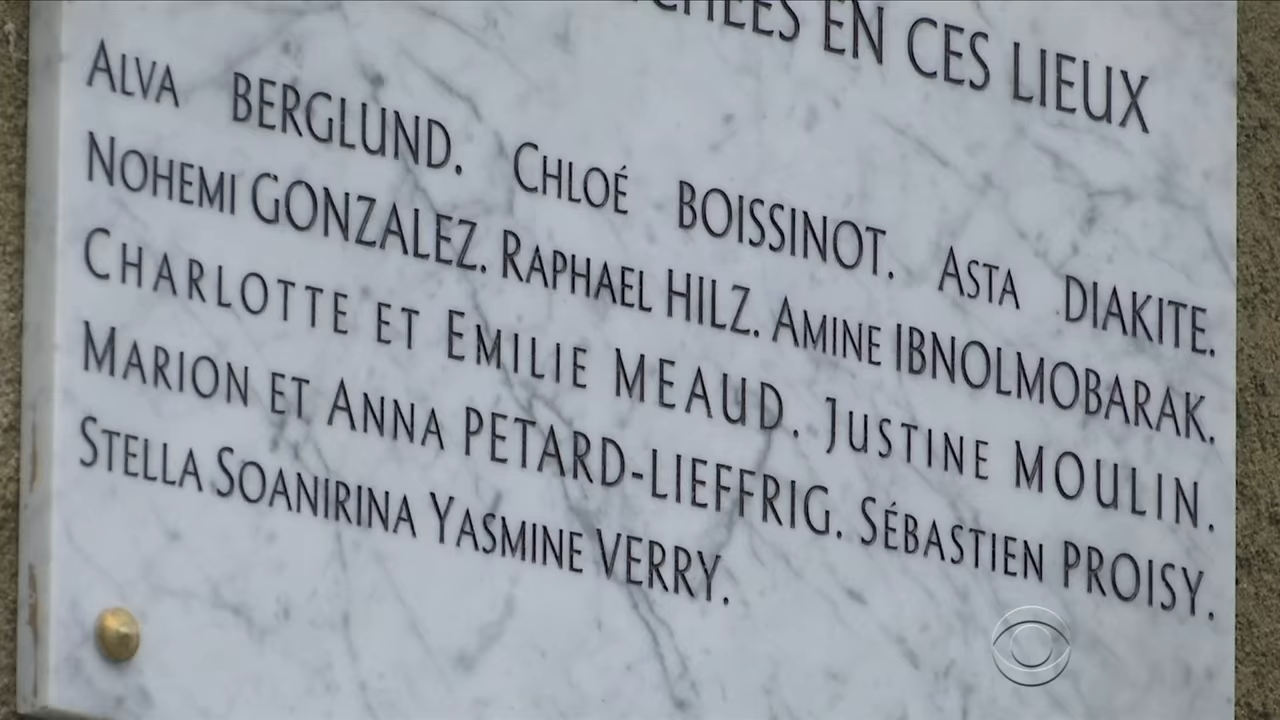 EN CES LIEUX
ALVA BERGLUND. CHLOÉ BOISSINOT. ASTA DIAKITE.
NOHEMI GONZALEZ. RAPHAEL HILZ. AMINE IBNOLMOBARAK.
CHARLOTTE ET EMILIE MEAUD. JUSTINE MOULIN.
MARION ET ANNA PETARD-LIEFFRIG. SÉBASTIEN PROISY.
STELLA SOANIRINA YASMINE VERRY.